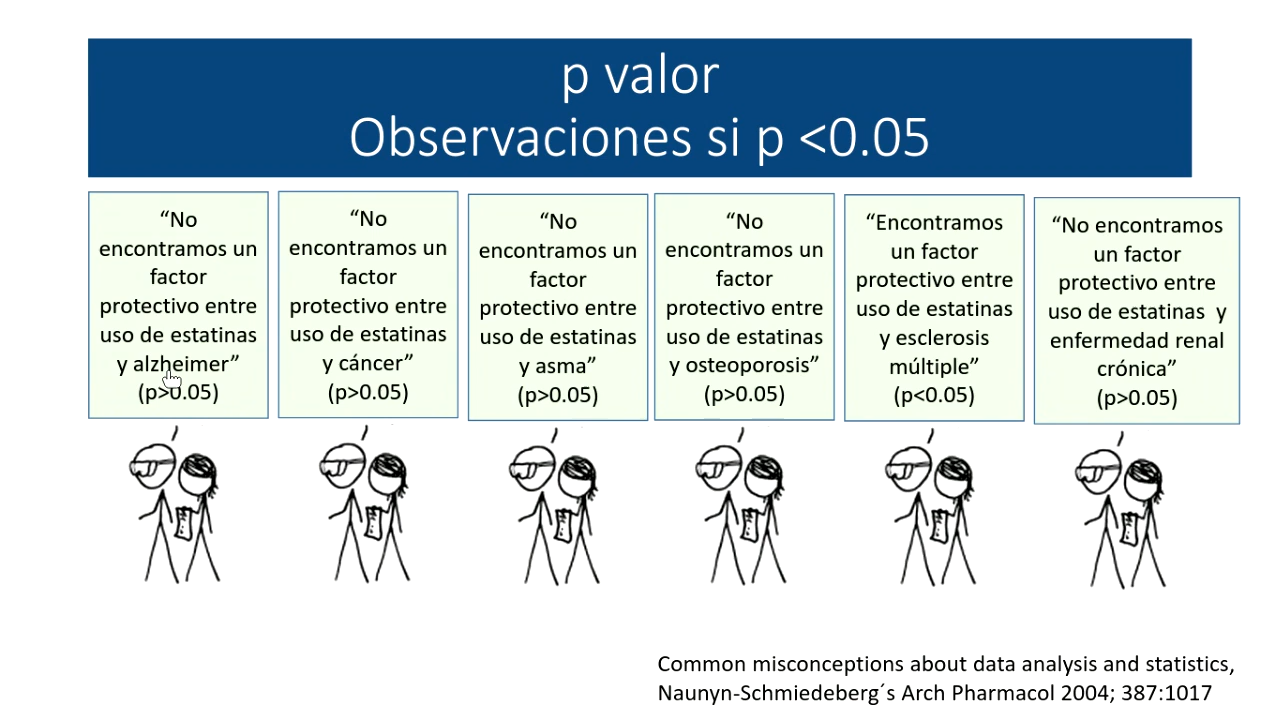 p valor
Observaciones si p <0.05
“No
encontramos un
factor
protectivo entre
uso de estatinas
y alzheimer”
(p>0.05)
“No
encontramos un
factor
protectivo entre
uso de estatinas
y cáncer”
(p>0.05)
“No
encontramos un
factor
protectivo entre
uso de estatinas
y asma”
(p>0.05)
“No
encontramos un
factor
protectivo entre
uso de estatinas
y osteoporosis”
(p>0.05)
“Encontramos
un factor
protectivo entre
uso de estatinas
y esclerosis
múltiple”
(p<0.05)
“No encontramos
un factor
protectivo entre
uso de estatinas y
enfermedad renal
crónica”
(p>0.05)
Common misconceptions about data analysis and statistics,
Naunyn-Schmiedeberg´s Arch Pharmacol 2004; 387:1017